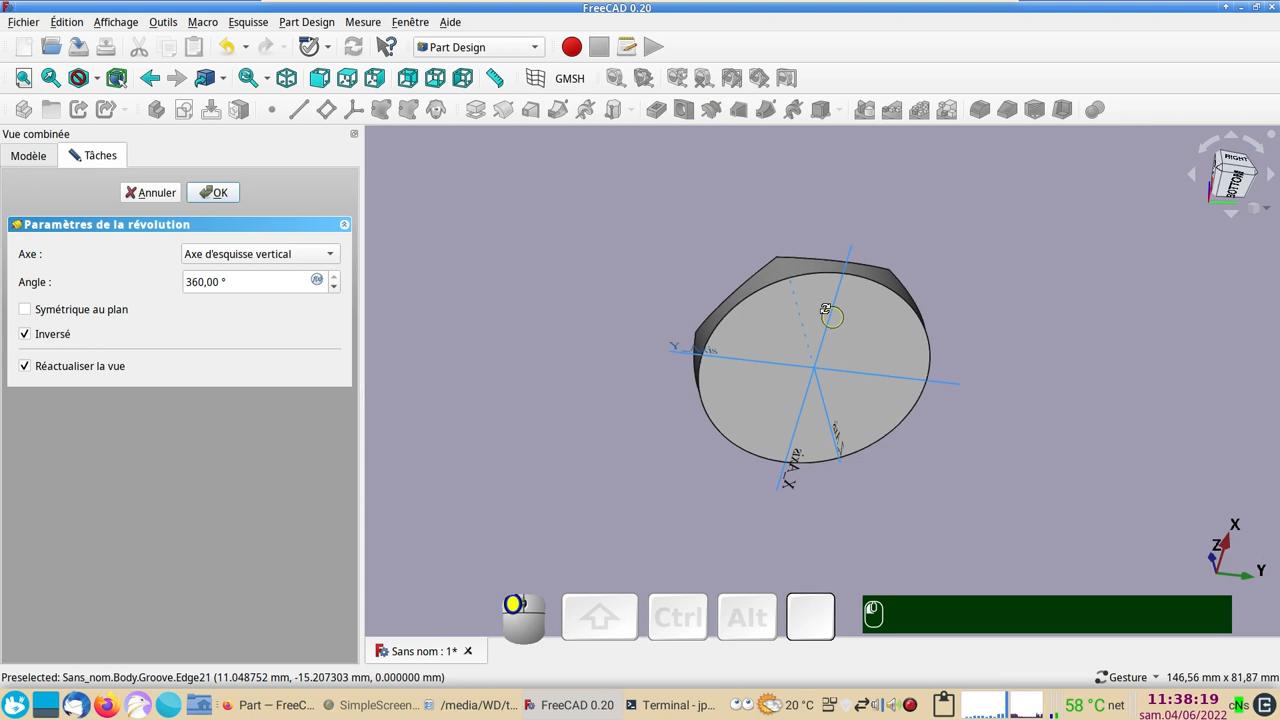 FreeCAD 0.20
Fichier Édition Affichage Outils Macro Esquisse Part Design Mesure Fenêtre Aide
Part Design
GMSH
Vue combinée
Modèle Tâches
Annuler OK
Paramètres de la révolution
Axe : Axe d'esquisse vertical
Angle : 360,00 °
Symétrique au plan
Inversé
Réactualiser la vue
RIGHT
BOTTOM
Y_Axis
X_Axis
X
Z
Y
Ctrl Alt
Sans nom : 1*
Preselected: Sans_nom.Body.Groove.Edge21 (11.048752 mm, -15.207303 mm, 0.000000 mm) Gesture 146,56 mm x 81,87 mm
Part — FreeC... SimpleScreen... /media/WD/t... FreeCAD 0.20 Terminal - jp... 20 °C 58 °C net 11:38:19
sam.04/06/2022